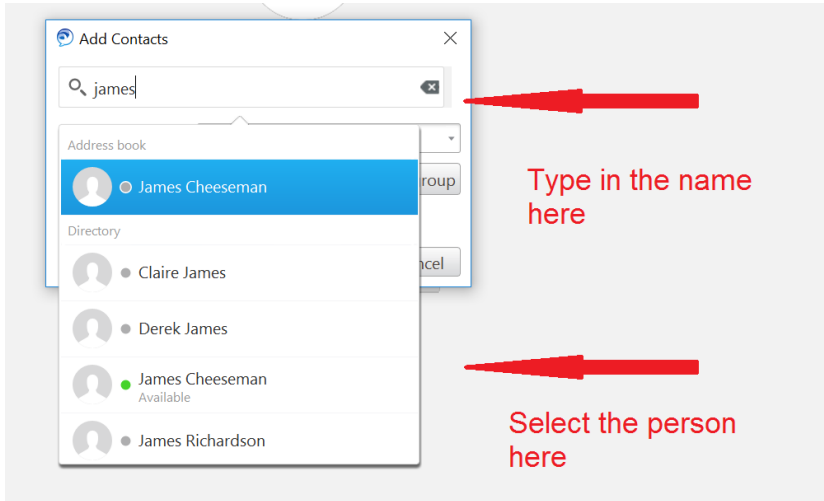 Add Contacts
james
Address book
James Cheeseman
roup
Type in the name
here
Directory
Claire James
ncel
Derek James
James Cheeseman
Available
James Richardson
Select the person
here